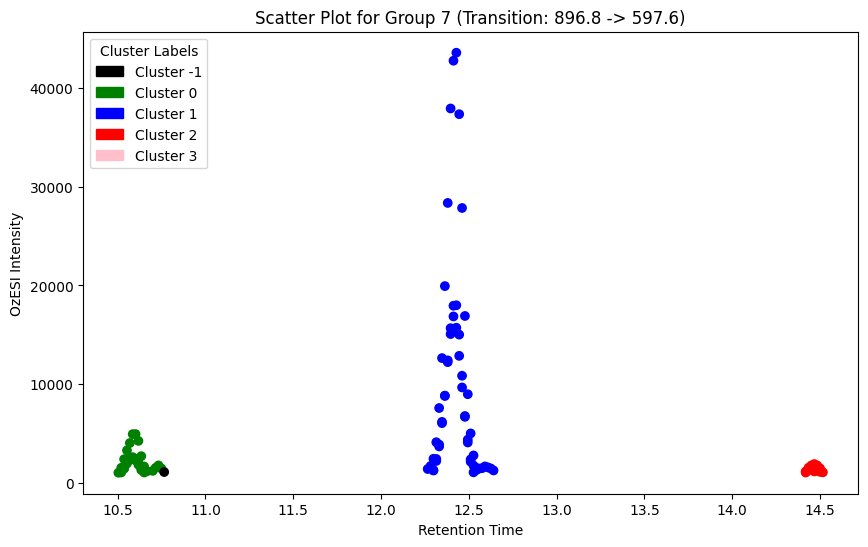 Scatter Plot for Group 7 (Transition: 896.8 -> 597.6)
Cluster Labels
Cluster -1
Cluster 0
Cluster 1
Cluster 2
Cluster 3
OzESI Intensity
40000
30000
20000
10000
0
10.5 11.0 11.5 12.0 12.5 13.0 13.5 14.0 14.5
Retention Time